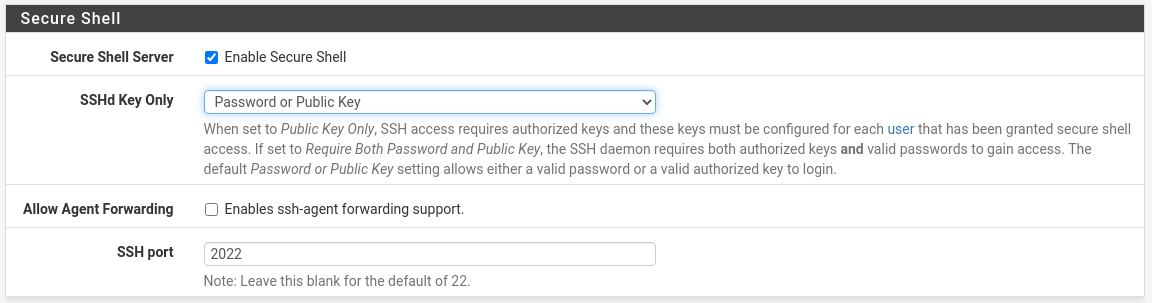 Secure Shell
Secure Shell Server
Enable Secure Shell
SSHd Key Only
Password or Public Key
When set to Public Key Only, SSH access requires authorized keys and these keys must be configured for each user that has been granted secure shell
access. If set to Require Both Password and Public Key, the SSH daemon requires both authorized keys and valid passwords to gain access. The
default Password or Public Key setting allows either a valid password or a valid authorized key to login.
Allow Agent Forwarding
Enables ssh-agent forwarding support.
SSH port
2022
Note: Leave this blank for the default of 22.